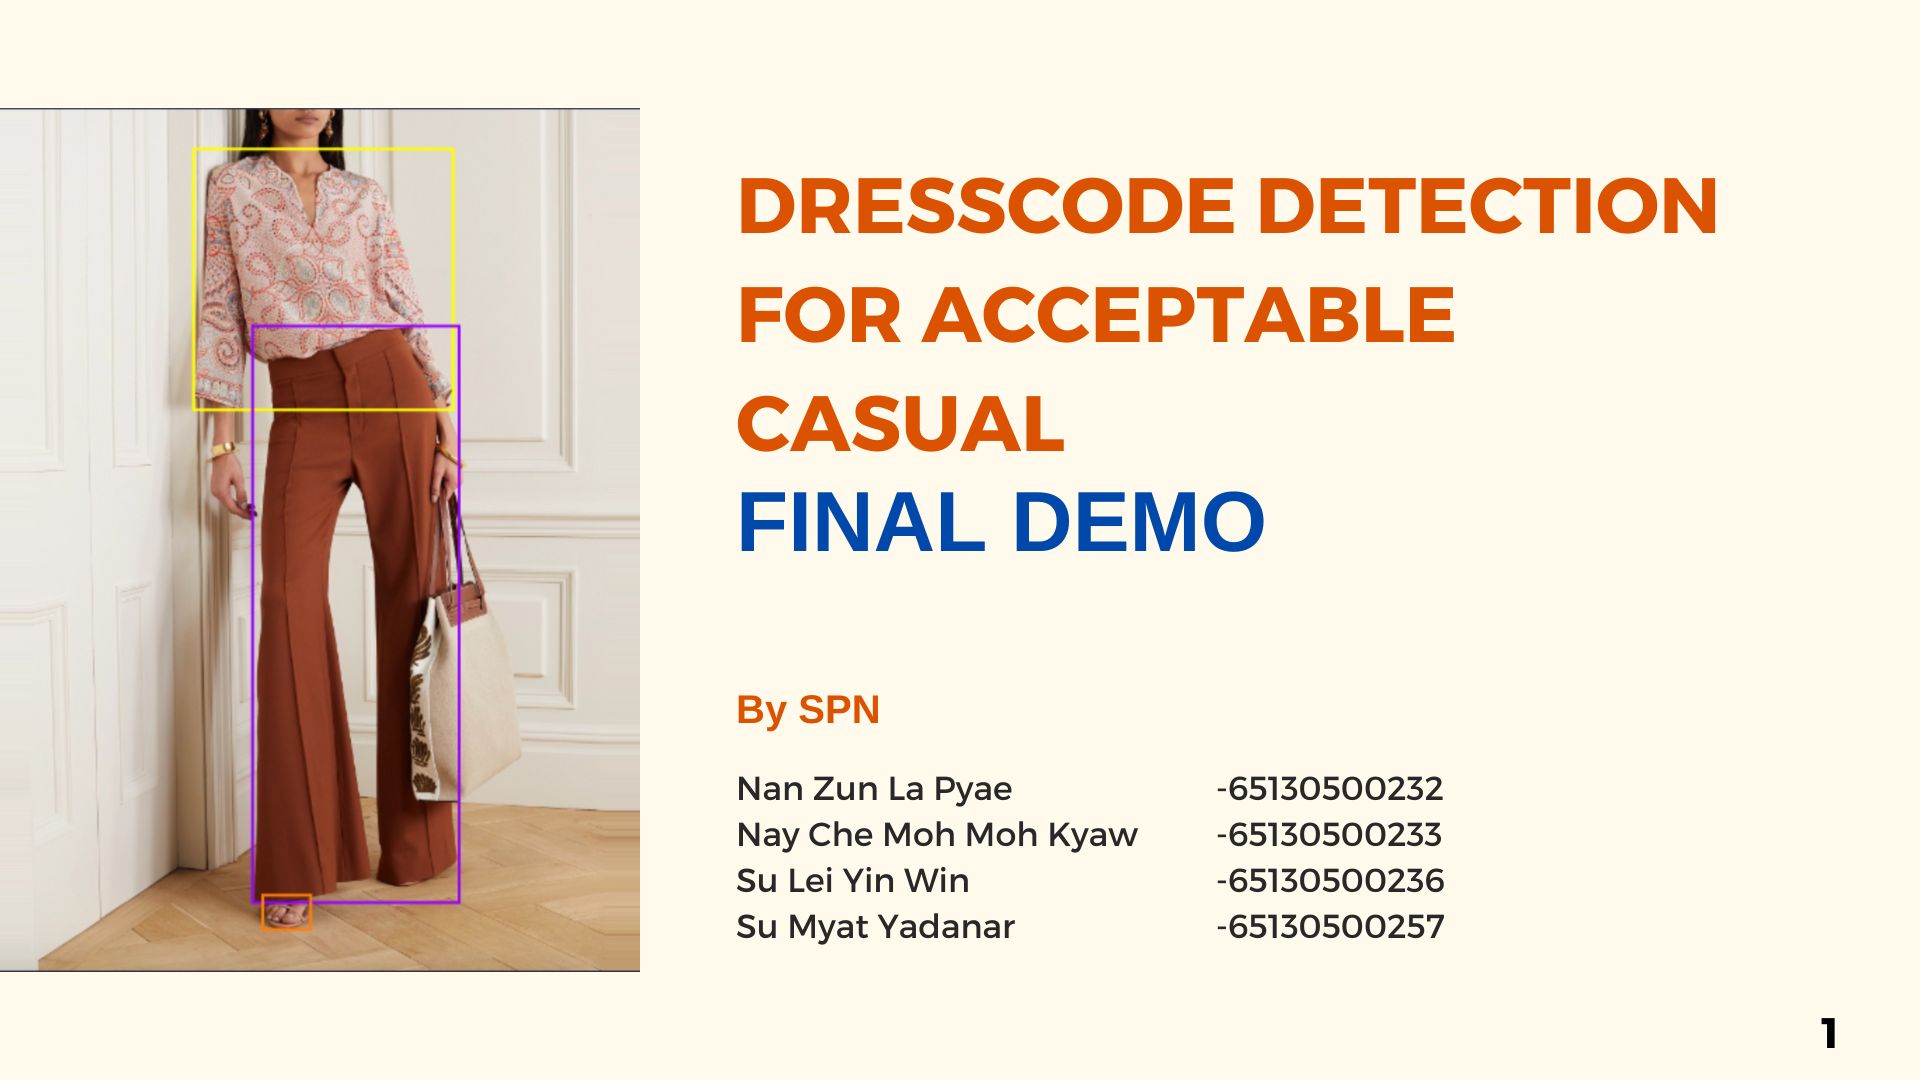 DRESSCODE DETECTION
FOR ACCEPTABLE
CASUAL
FINAL DEMO
By SPN
Nan Zun La Pyae -65130500232
Nay Che Moh Moh Kyaw -65130500233
Su Lei Yin Win -65130500236
Su Myat Yadanar -65130500257
1